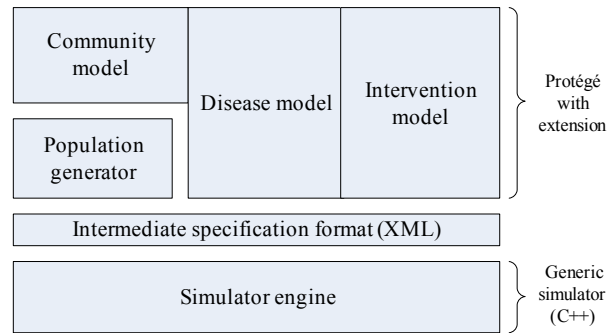 Community
model
Disease model
Intervention
model
Population
generator
Protégé
with
extension
Intermediate specification format (XML)
Simulator engine
Generic
simulator
(C++)